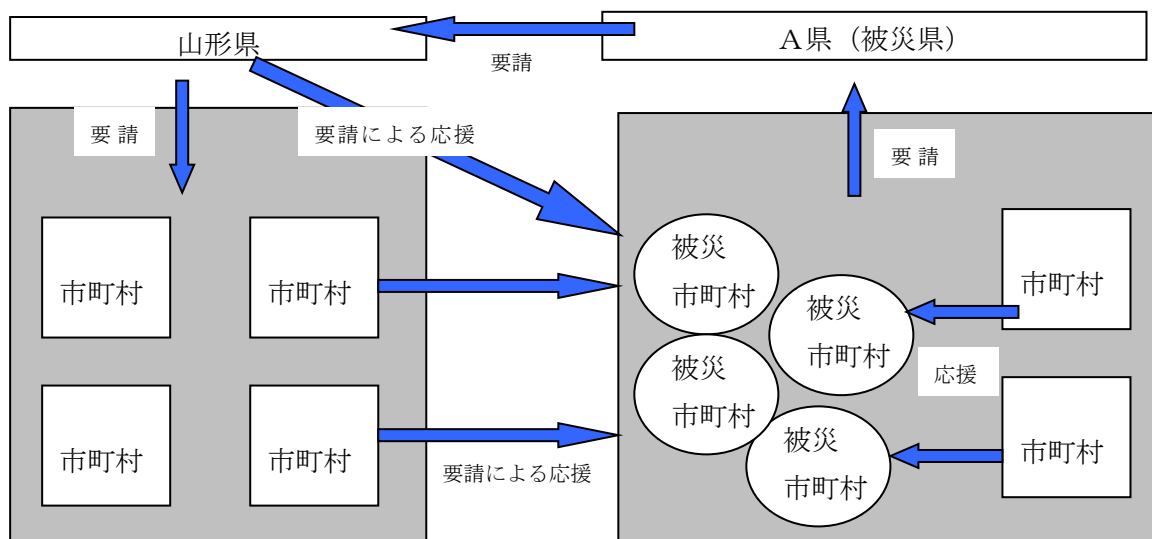 山形県
A県（被災県）
要請
要 請
要請による応援
要 請
市町村
市町村
被災
市町村
被災
市町村
市町村
応援
市町村
市町村
被災
市町村
被災
市町村
市町村
要請による応援